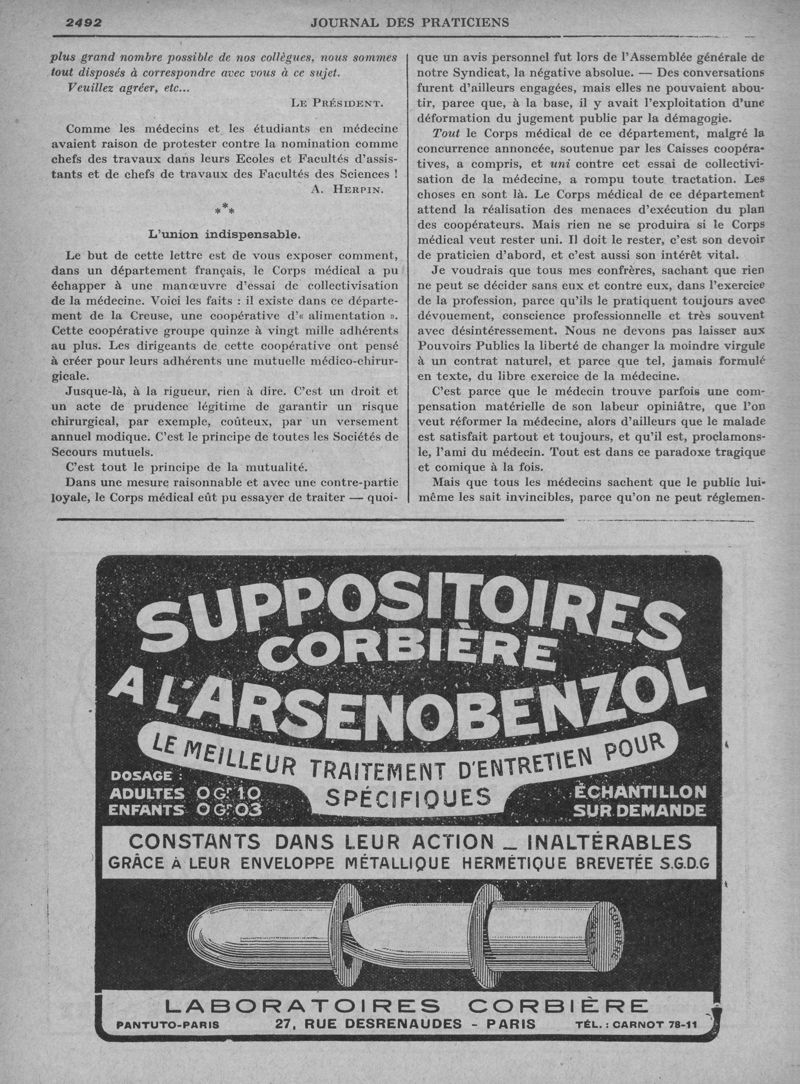 2492
JOURNAL DES PRATICIENS
plus grand nombre possible de nos collègues, nous sommes
tout disposés à correspondre avec vous à ce sujet.
Veuillez agréer, etc...
LE PRÉSIDENT.
Comme les médecins et les étudiants en médecine
avaient raison de protester contre la nomination comme
chefs des travaux dans leurs Ecoles et Facultés d'assis-
tants et de chefs de travaux des Facultés des Sciences !
A. HERPIN.
***
L'union indispensable.
Le but de cette lettre est de vous exposer comment,
dans un département français, le Corps médical a pu
échapper à une manœuvre d'essai de collectivisation
de la médecine. Voici les faits : il existe dans ce départe-
ment de la Creuse, une coopérative d'« alimentation ».
Cette coopérative groupe quinze à vingt mille adhérents
au plus. Les dirigeants de cette coopérative ont pensé
à créer pour leurs adhérents une mutuelle médico-chirur-
gicale.
Jusque-là, à la rigueur, rien à dire. C'est un droit et
un acte de prudence légitime de garantir un risque
chirurgical, par exemple, coûteux, par un versement
annuel modique. C'est le principe de toutes les Sociétés de
Secours mutuels.
C'est tout le principe de la mutualité.
Dans une mesure raisonnable et avec une contre-partie
loyale, le Corps médical eût pu essayer de traiter — quoi-
que un avis personnel fut lors de l'Assemblée générale de
notre Syndicat, la négative absolue. — Des conversations
furent d'ailleurs engagées, mais elles ne pouvaient abou-
tir, parce que, à la base, il y avait l'exploitation d'une
déformation du jugement public par la démagogie.
Tout le Corps médical de ce département, malgré la
concurrence annoncée, soutenue par les Caisses coopéra-
tives, a compris, et uni contre cet essai de collectivi-
sation de la médecine, a rompu toute tractation. Les
choses en sont là. Le Corps médical de ce département
attend la réalisation des menaces d'exécution du plan
des coopérateurs. Mais rien ne se produira si le Corps
médical veut rester uni. Il doit le rester, c'est son devoir
de praticien d'abord, et c'est aussi son intérêt vital.
Je voudrais que tous mes confrères, sachant que rien
ne peut se décider sans eux et contre eux, dans l'exercice
de la profession, parce qu'ils le pratiquent toujours avec
dévouement, conscience professionnelle et très souvent
avec désintéressement. Nous ne devons pas laisser aux
Pouvoirs Publics la liberté de changer la moindre virgule
à un contrat naturel, et parce que tel, jamais formulé
en texte, du libre exercice de la médecine.
C'est parce que le médecin trouve parfois une com-
pensation matérielle de son labeur opiniâtre, que l'on
veut réformer la médecine, alors d'ailleurs que le malade
est satisfait partout et toujours, et qu'il est, proclamons-
le, l'ami du médecin. Tout est dans ce paradoxe tragique
et comique à la fois.
Mais que tous les médecins sachent que le public lui-
même les sait invincibles, parce qu'on ne peut réglemen-
SUPPOSITOIRES
CORBIÈRE
A L'ARSENOBENZOL
LE MEILLEUR TRAITEMENT D'ENTRETIEN POUR
SPÉCIFIQUES
DOSAGE :
ADULTES 0 Gr 10
ENFANTS 0 Gr 03
ÉCHANTILLON
SUR DEMANDE
CONSTANTS DANS LEUR ACTION _ INALTÉRABLES
GRÂCE À LEUR ENVELOPPE MÉTALLIQUE HERMÉTIQUE BREVETÉE S.G.D.G
CORBIÈRE
PARIS
LABORATOIRES CORBIÈRE
PANTUTO-PARIS
27, RUE DESRENAUDES - PARIS
TÉL. : CARNOT 78-11